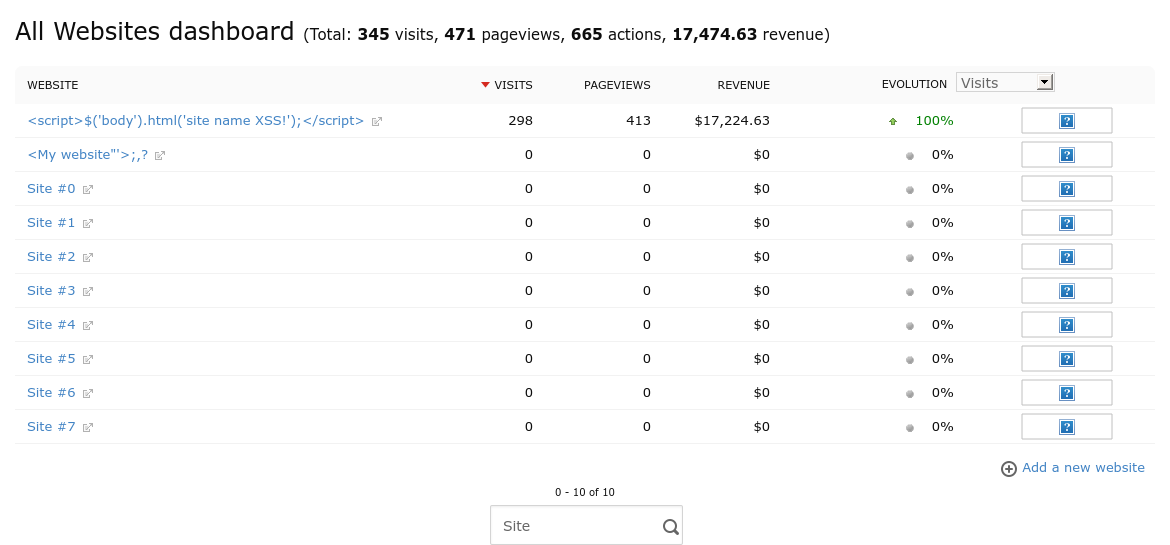 All Websites dashboard (Total: 345 visits, 471 pageviews, 665 actions, 17,474.63 revenue)
WEBSITE VISITS PAGEVIEWS REVENUE EVOLUTION Visits
<script>$('body').html('site name XSS!');</script> 298 413 $17,224.63 100% ?
<My website"'>;,? 0 0 $0 0% ?
Site #0 0 0 $0 0% ?
Site #1 0 0 $0 0% ?
Site #2 0 0 $0 0% ?
Site #3 0 0 $0 0% ?
Site #4 0 0 $0 0% ?
Site #5 0 0 $0 0% ?
Site #6 0 0 $0 0% ?
Site #7 0 0 $0 0% ?
Add a new website
0 - 10 of 10
Site